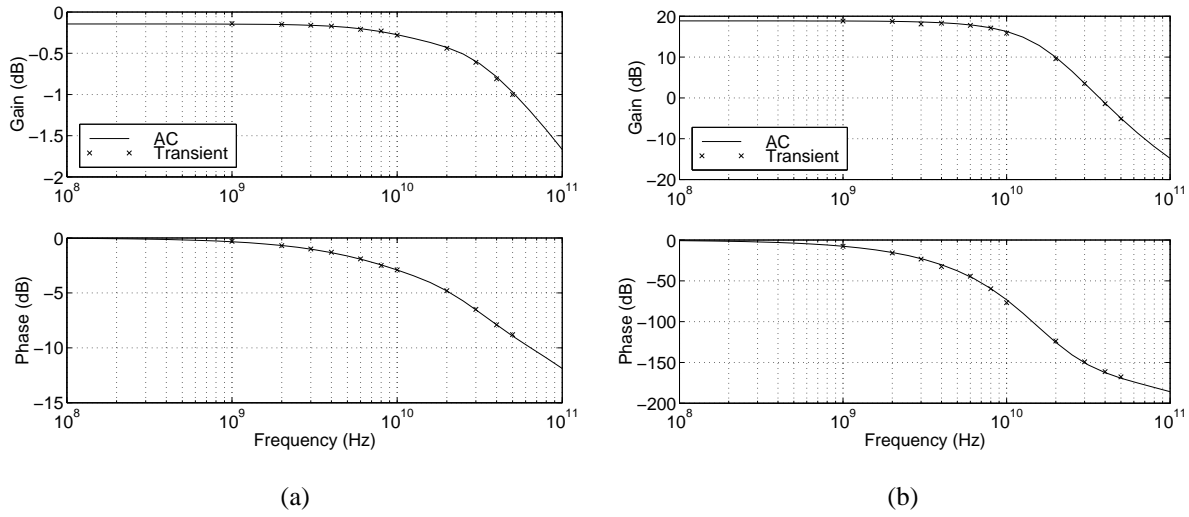 0
−0.5
−1
−1.5
−2
Gain (dB)
AC
Transient
10^8
10^9
10^10
10^11
0
−5
−10
−15
Phase (dB)
10^8
10^9
10^10
10^11
Frequency (Hz)
(a)
20
10
0
−10
−20
Gain (dB)
AC
Transient
10^8
10^9
10^10
10^11
0
−50
−100
−150
−200
Phase (dB)
10^8
10^9
10^10
10^11
Frequency (Hz)
(b)